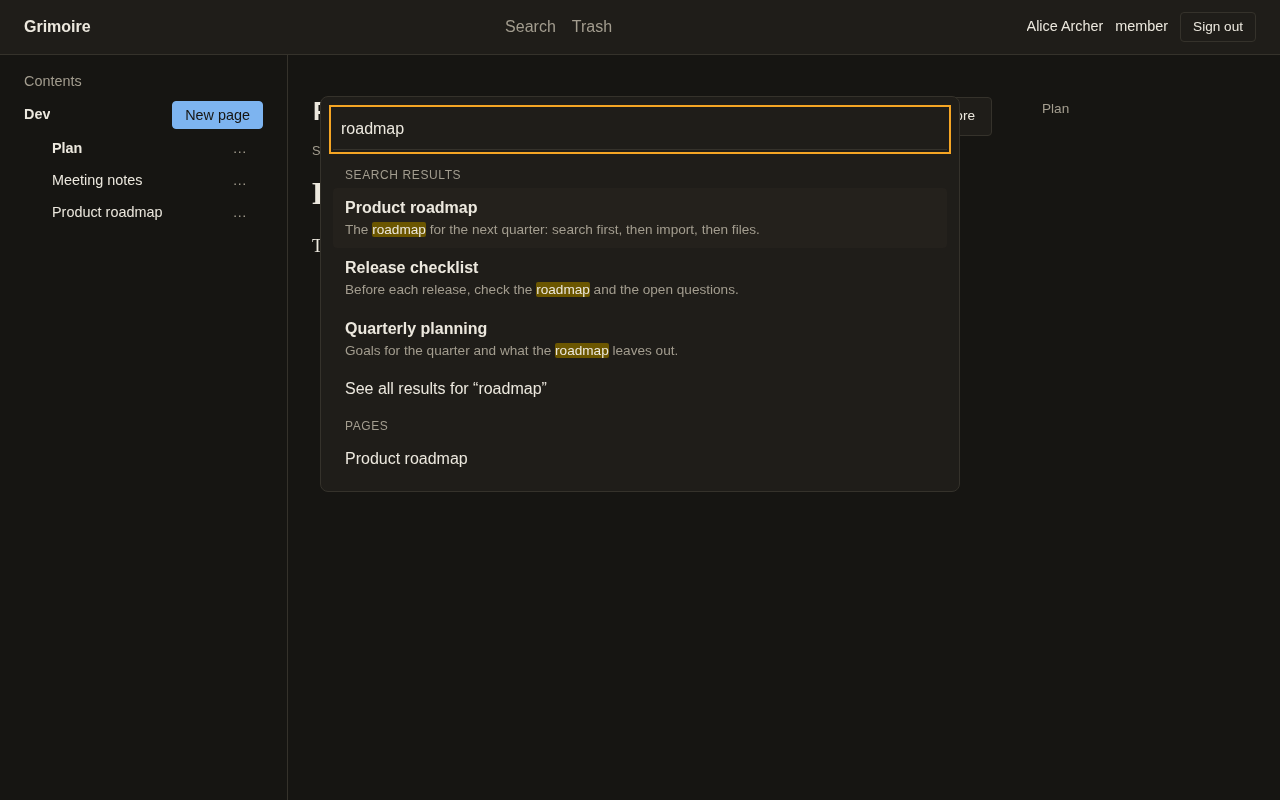 Grimoire
Search Trash
Alice Archer member Sign out
Contents
Dev New page
Plan ...
Meeting notes ...
Product roadmap ...
Plan
roadmap
SEARCH RESULTS
Product roadmap
The roadmap for the next quarter: search first, then import, then files.
Release checklist
Before each release, check the roadmap and the open questions.
Quarterly planning
Goals for the quarter and what the roadmap leaves out.
See all results for “roadmap”
PAGES
Product roadmap